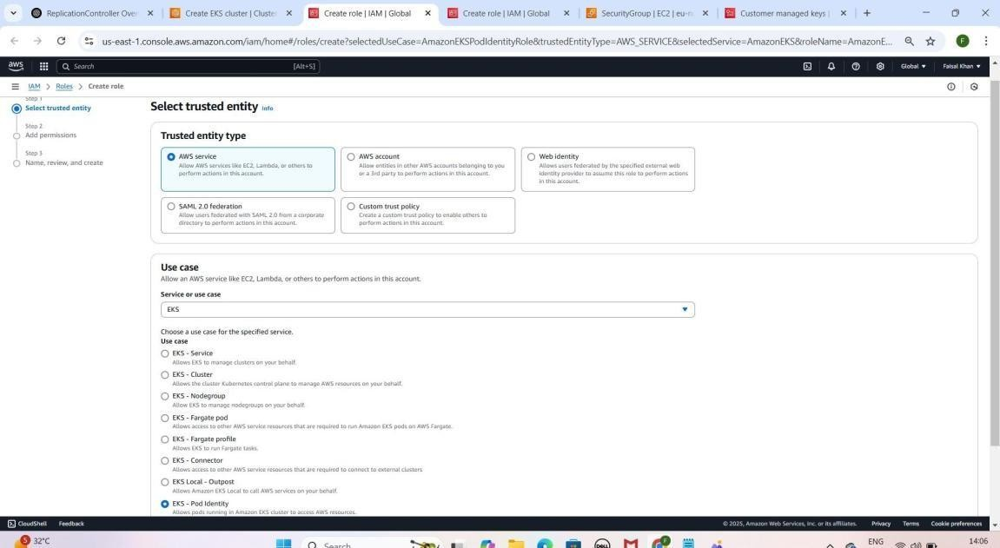 ReplicationController Over
Create EKS cluster | Cluster
Create role | IAM | Global
Create role | IAM | Global
SecurityGroup | EC2 | eu-n
Customer managed keys |
us-east-1.console.aws.amazon.com/iam/home#/roles/create?selectedUseCase=AmazonEKSPodIdentityRole&trustedEntityType=AWS_SERVICE&selectedService=AmazonEKS&roleName=AmazonE...
F
aws
Search
[Alt+S]
Global
Faisal Khan
IAM > Roles > Create role
Step 1
Select trusted entity
Step 2
Add permissions
Step 3
Name, review, and create
Select trusted entity Info
Trusted entity type
AWS service
Allow AWS services like EC2, Lambda, or others to
perform actions in this account.
AWS account
Allow entities in other AWS accounts belonging to you
or a 3rd party to perform actions in this account.
Web identity
Allows users federated by the specified external web
identity provider to assume this role to perform actions
in this account.
SAML 2.0 federation
Allow users federated with SAML 2.0 from a corporate
directory to perform actions in this account.
Custom trust policy
Create a custom trust policy to enable others to
perform actions in this account.
Use case
Allow an AWS service like EC2, Lambda, or others to perform actions in this account.
Service or use case
EKS
Choose a use case for the specified service.
Use case
EKS - Service
Allows EKS to manage clusters on your behalf.
EKS - Cluster
Allows the cluster Kubernetes control plane to manage AWS resources on your behalf.
EKS - Nodegroup
Allow EKS to manage nodegroups on your behalf.
EKS - Fargate pod
Allows access to other AWS service resources that are required to run Amazon EKS pods on AWS Fargate.
EKS - Fargate profile
Allows EKS to run Fargate tasks.
EKS - Connector
Allows access to other AWS service resources that are required to connect to external clusters
EKS Local - Outpost
Allows Amazon EKS Local to call AWS services on your behalf.
EKS - Pod Identity
Allows pods running in Amazon EKS cluster to access AWS resources.
CloudShell
Feedback
© 2025, Amazon Web Services, Inc. or its affiliates.
Privacy
Terms
Cookie preferences
5
32°C
Search
DELL
ENG
14:06